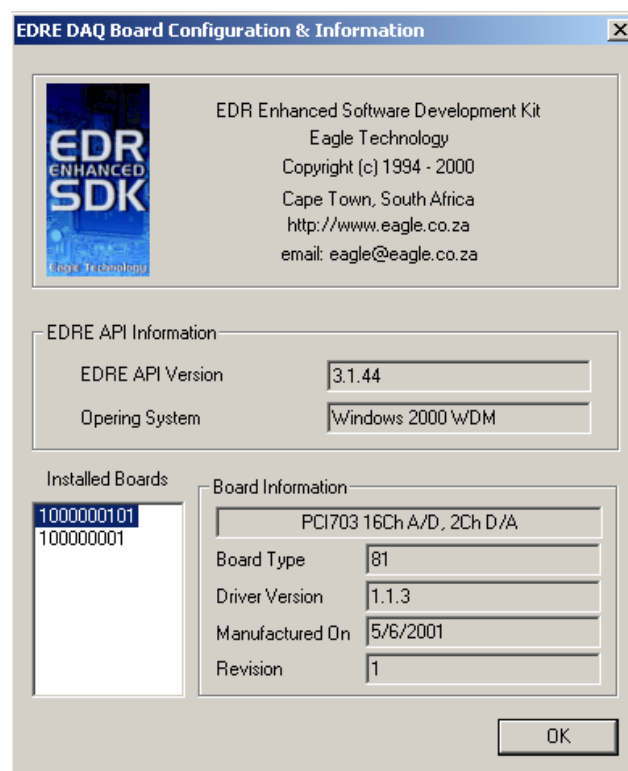 EDRE DAQ Board Configuration & Information
EDR
ENHANCED
SDK
Eagle Technology
EDR Enhanced Software Development Kit
Eagle Technology
Copyright (c) 1994 - 2000
Cape Town, South Africa
http://www.eagle.co.za
email: eagle@eagle.co.za
EDRE API Information
EDRE API Version 3.1.44
Opering System Windows 2000 WDM
Installed Boards
1000000101
100000001
Board Information
PCI703 16Ch A/D, 2Ch D/A
Board Type 81
Driver Version 1.1.3
Manufactured On 5/6/2001
Revision 1
OK